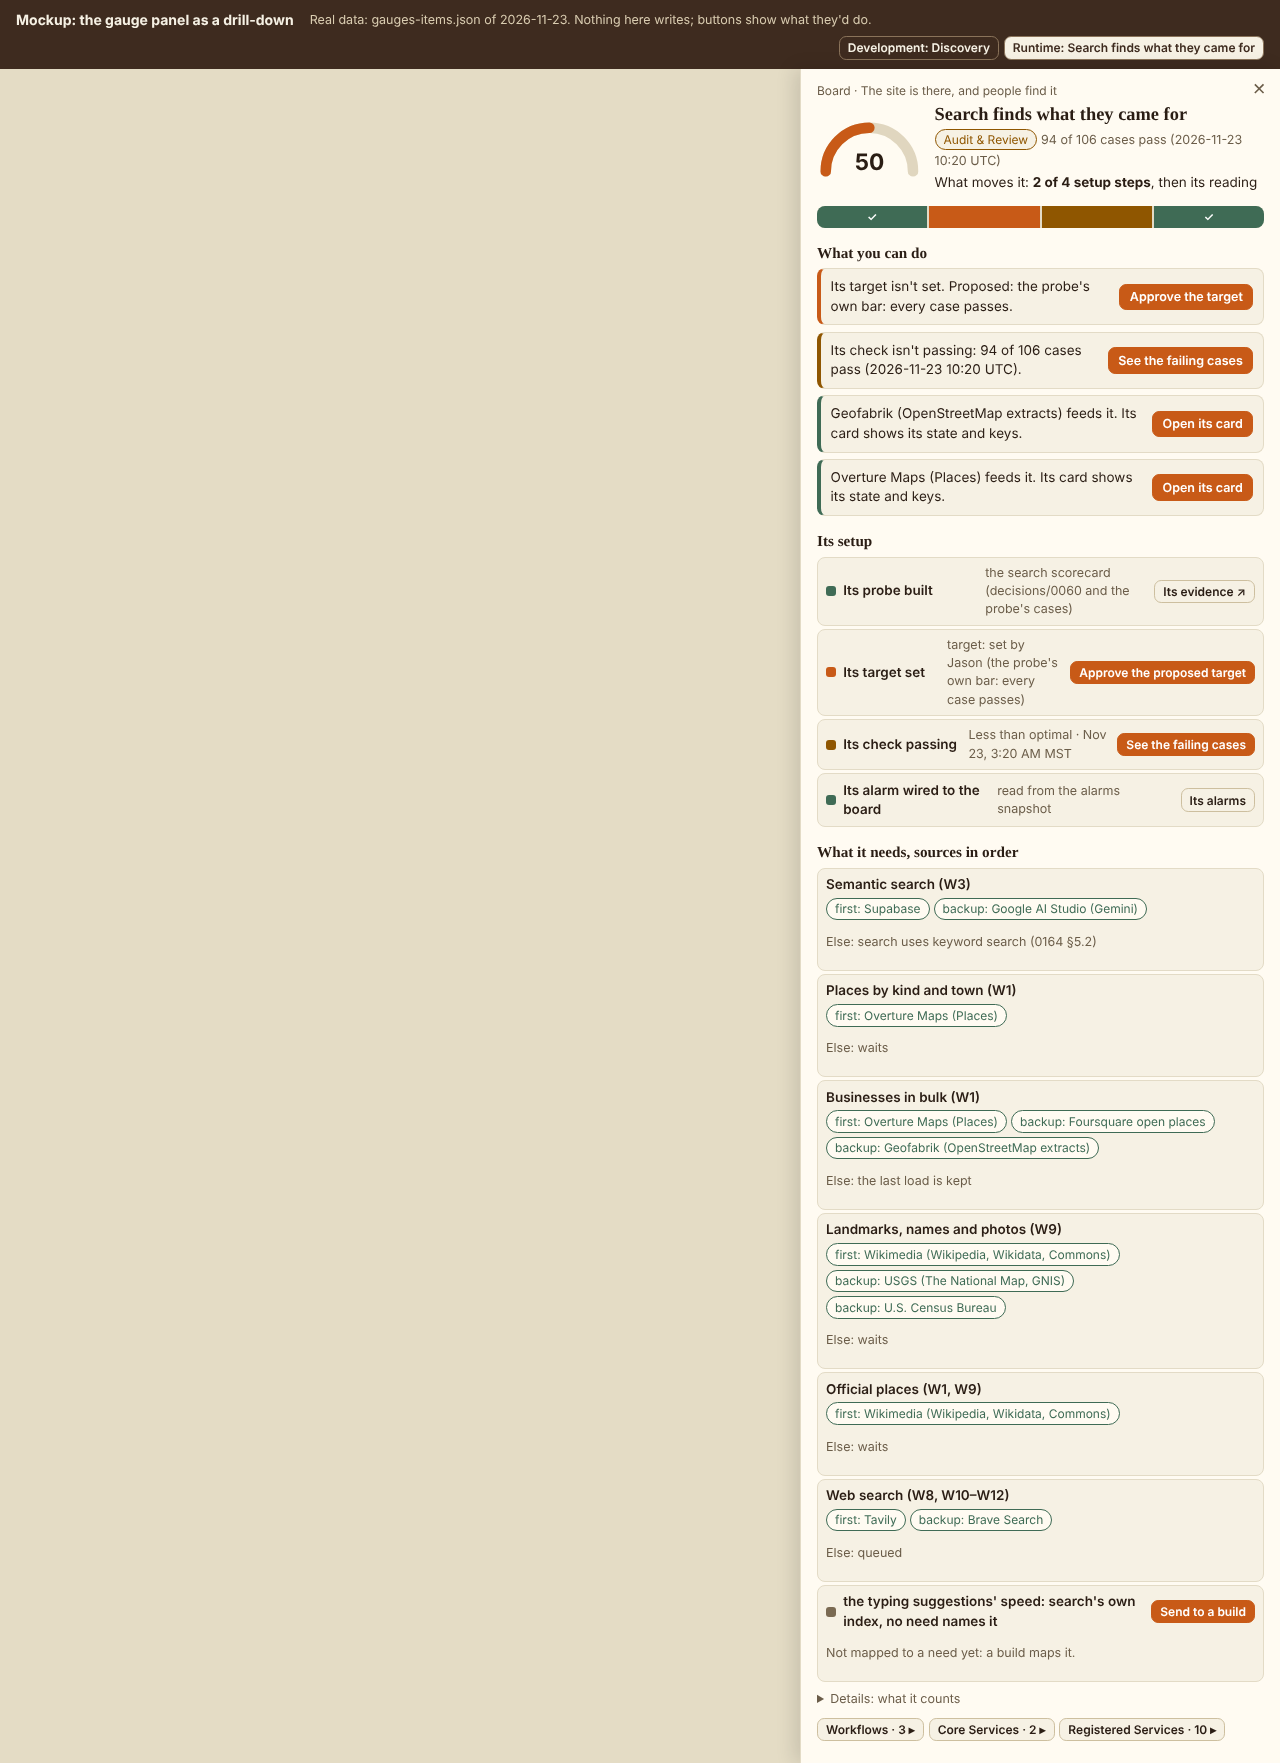 Mockup: the gauge panel as a drill-down
Real data: gauges-items.json of 2026-11-23. Nothing here writes; buttons show what they'd do.
Development: Discovery
Runtime: Search finds what they came for
Board · The site is there, and people find it
✕
50
Search finds what they came for
Audit & Review 94 of 106 cases pass (2026-11-23
10:20 UTC)
What moves it: 2 of 4 setup steps, then its reading
✓
✓
What you can do
Its target isn't set. Proposed: the probe's
own bar: every case passes.
Approve the target
Its check isn't passing: 94 of 106 cases
pass (2026-11-23 10:20 UTC).
See the failing cases
Geofabrik (OpenStreetMap extracts) feeds it. Its
card shows its state and keys.
Open its card
Overture Maps (Places) feeds it. Its card shows
its state and keys.
Open its card
Its setup
Its probe built
the search scorecard
(decisions/0060 and the
probe's cases)
Its evidence ↗
Its target set
target: set by
Jason (the probe's
own bar: every
case passes)
Approve the proposed target
Its check passing
Less than optimal · Nov
23, 3:20 AM MST
See the failing cases
Its alarm wired to the
board
read from the alarms
snapshot
Its alarms
What it needs, sources in order
Semantic search (W3)
first: Supabase
backup: Google AI Studio (Gemini)
Else: search uses keyword search (0164 §5.2)
Places by kind and town (W1)
first: Overture Maps (Places)
Else: waits
Businesses in bulk (W1)
first: Overture Maps (Places)
backup: Foursquare open places
backup: Geofabrik (OpenStreetMap extracts)
Else: the last load is kept
Landmarks, names and photos (W9)
first: Wikimedia (Wikipedia, Wikidata, Commons)
backup: USGS (The National Map, GNIS)
backup: U.S. Census Bureau
Else: waits
Official places (W1, W9)
first: Wikimedia (Wikipedia, Wikidata, Commons)
Else: waits
Web search (W8, W10–W12)
first: Tavily
backup: Brave Search
Else: queued
the typing suggestions' speed: search's own
index, no need names it
Send to a build
Not mapped to a need yet: a build maps it.
▶ Details: what it counts
Workflows · 3 ▸
Core Services · 2 ▸
Registered Services · 10 ▸